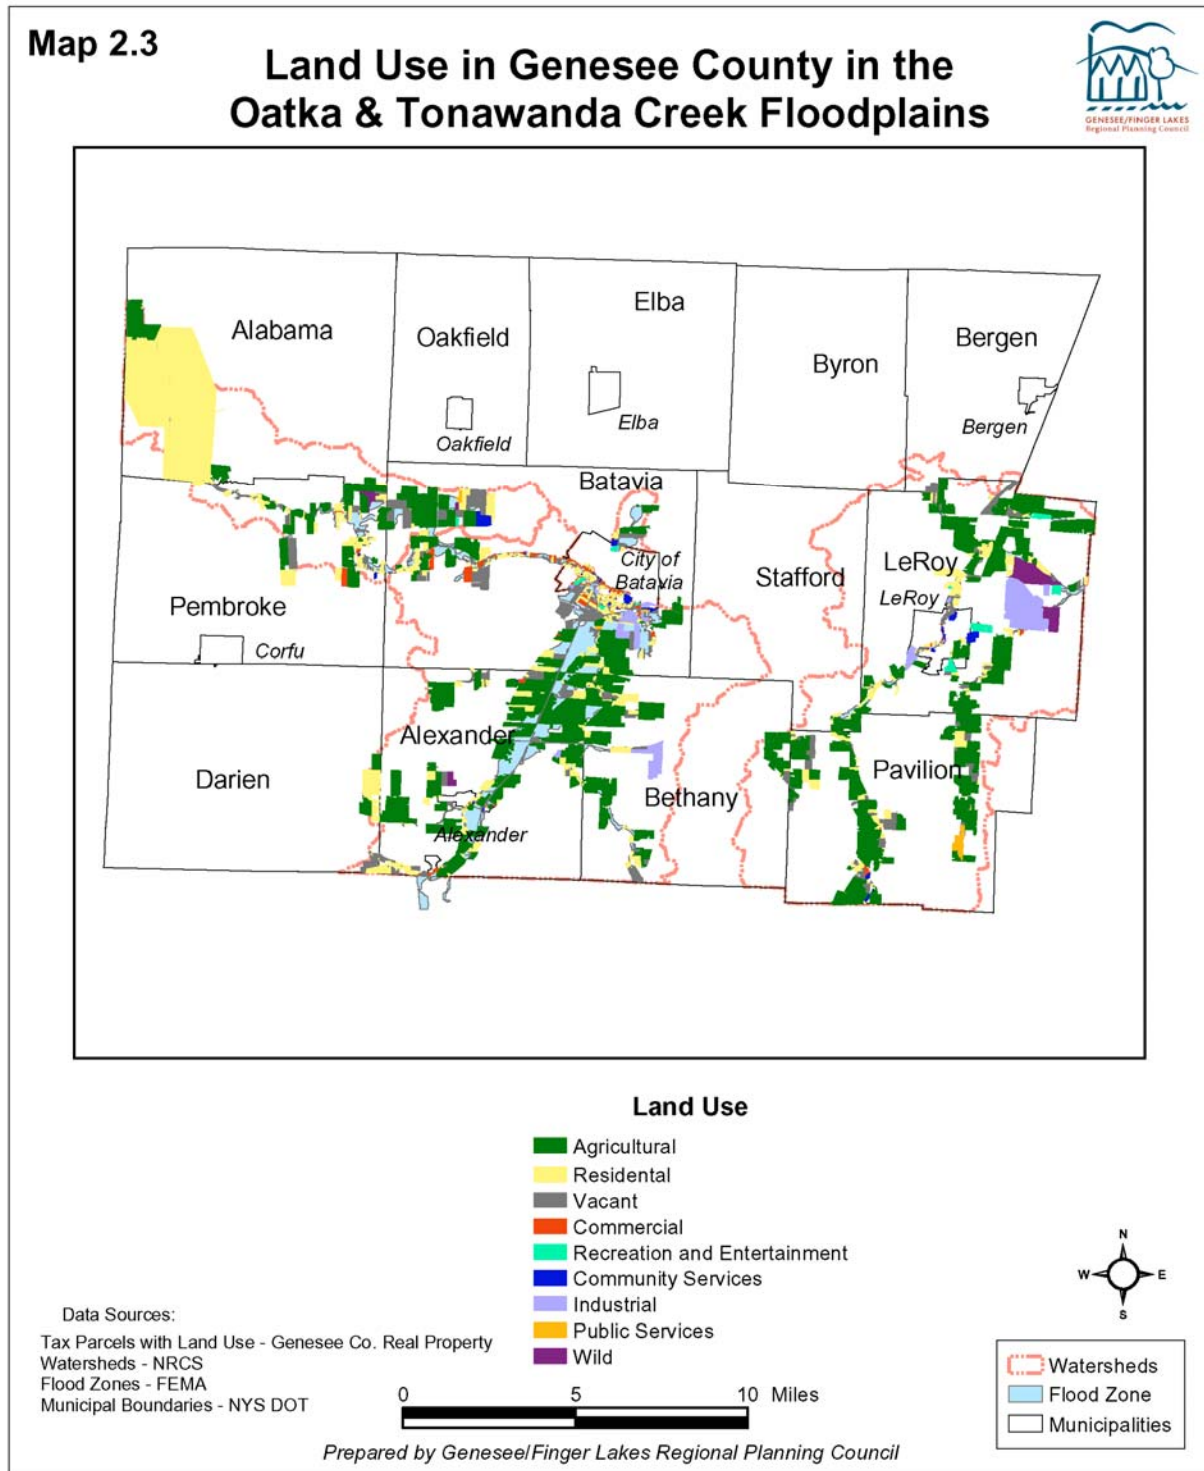 Map 2.3
Land Use in Genesee County in the
Oatka & Tonawanda Creek Floodplains
GENESEE/FINGER LAKES
Regional Planning Council
Alabama
Oakfield
Elba
Byron
Bergen
Oakfield
Elba
Bergen
Batavia
City of
Batavia
Stafford
LeRoy
LeRoy
Pembroke
Corfu
Darien
Alexander
Alexander
Bethany
Pavilion
Land Use
Agricultural
Residental
Vacant
Commercial
Recreation and Entertainment
Community Services
Industrial
Public Services
Wild
N
W E
S
Data Sources:
Tax Parcels with Land Use - Genesee Co. Real Property
Watersheds - NRCS
Flood Zones - FEMA
Municipal Boundaries - NYS DOT
0 5 10 Miles
Prepared by Genesee/Finger Lakes Regional Planning Council
Watersheds
Flood Zone
Municipalities